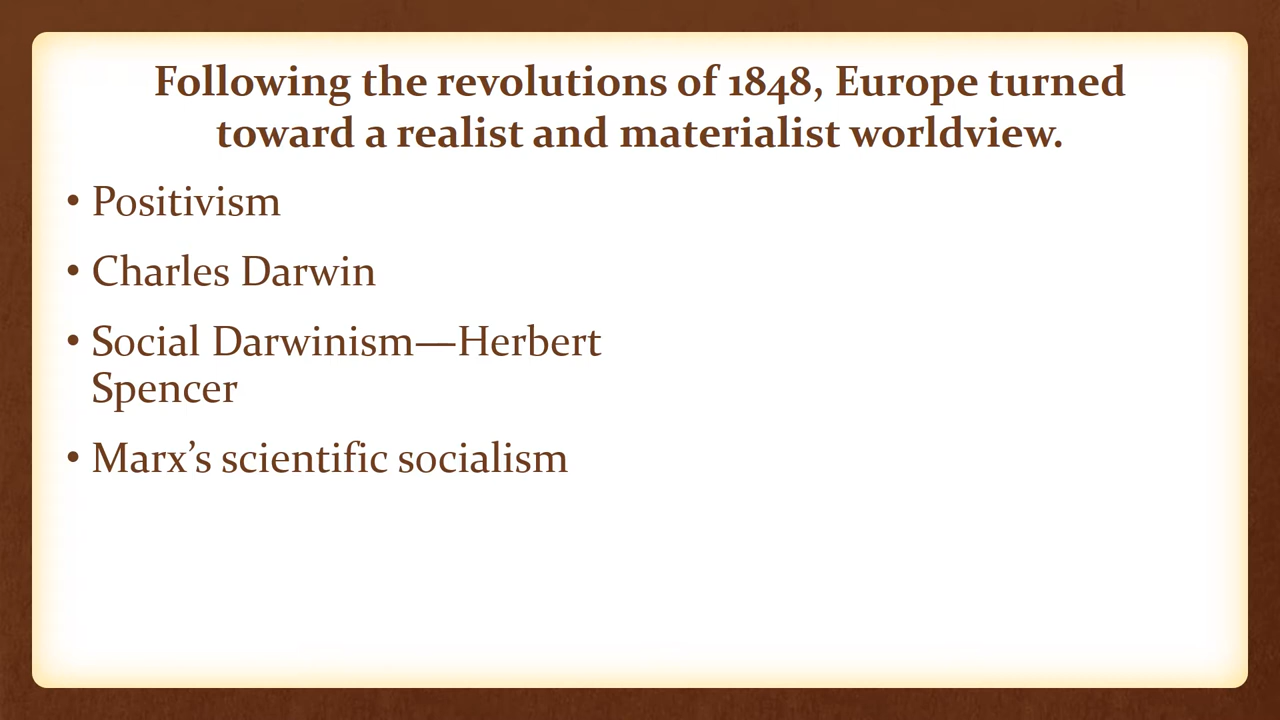 Following the revolutions of 1848, Europe turned
toward a realist and materialist worldview.
• Positivism
• Charles Darwin
• Social Darwinism—Herbert
Spencer
• Marx’s scientific socialism